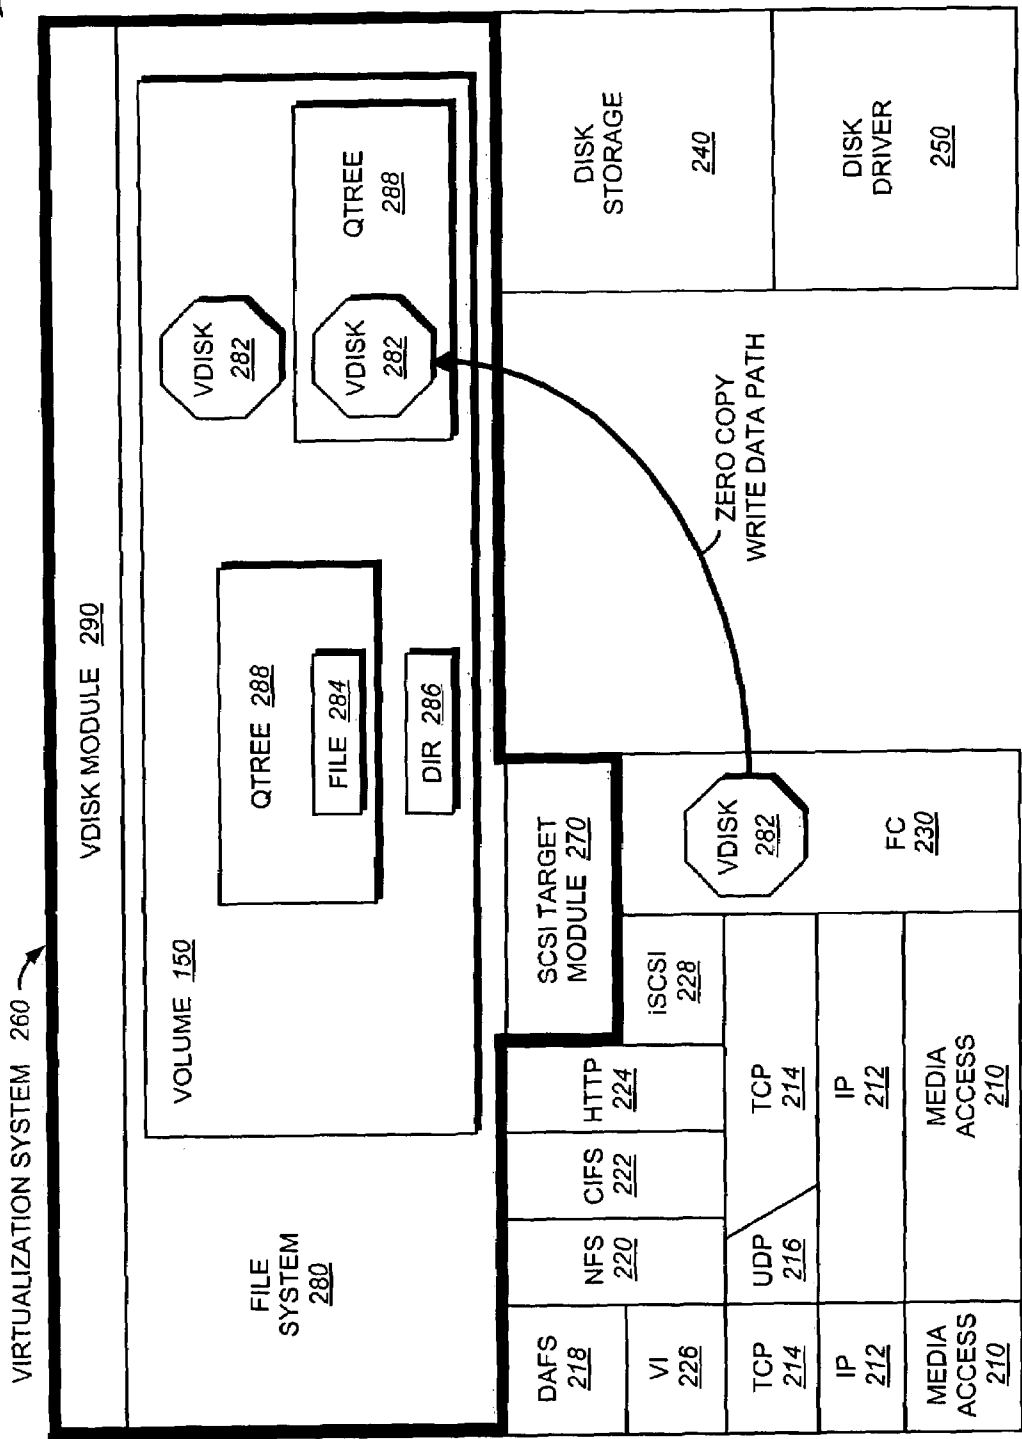 VIRTUALIZATION SYSTEM 260
VDISK MODULE 290
FILE
SYSTEM
280
VOLUME 150
QTREE 288
FILE 284
DIR 286
VDISK
282
QTREE
288
VDISK
282
DAFS
218
NFS
220
CIFS
222
HTTP
224
SCSI TARGET
MODULE 270
VI
226
iSCSI
228
VDISK
282
FC
230
ZERO COPY
WRITE DATA PATH
DISK
STORAGE
240
DISK
DRIVER
250
TCP
214
UDP
216
TCP
214
IP
212
IP
212
MEDIA
ACCESS
210
MEDIA
ACCESS
210